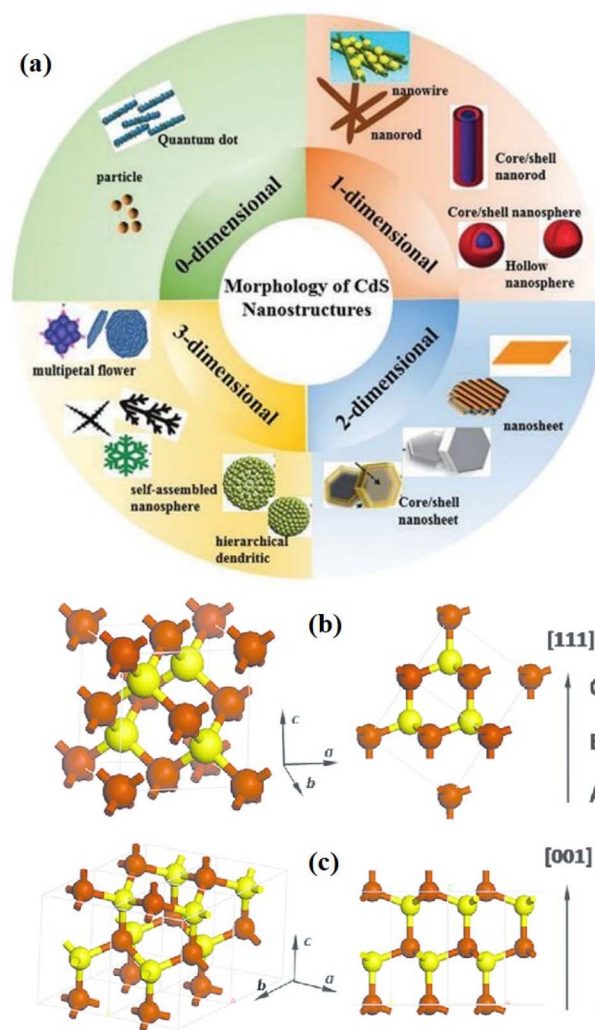 (a)
Quantum dot
particle
0-dimensional
nanowire
nanorod
Core/shell
nanorod
Core/shell nanosphere
Hollow
nanosphere
1-dimensional
Morphology of CdS
Nanostructures
multipetal flower
self-assembled
nanosphere
hierarchical
dendritic
3-dimensional
2-dimensional
nanosheet
Core/shell
nanosheet
(b)
c
a
b
[111]
A
(c)
c
b
a
[001]